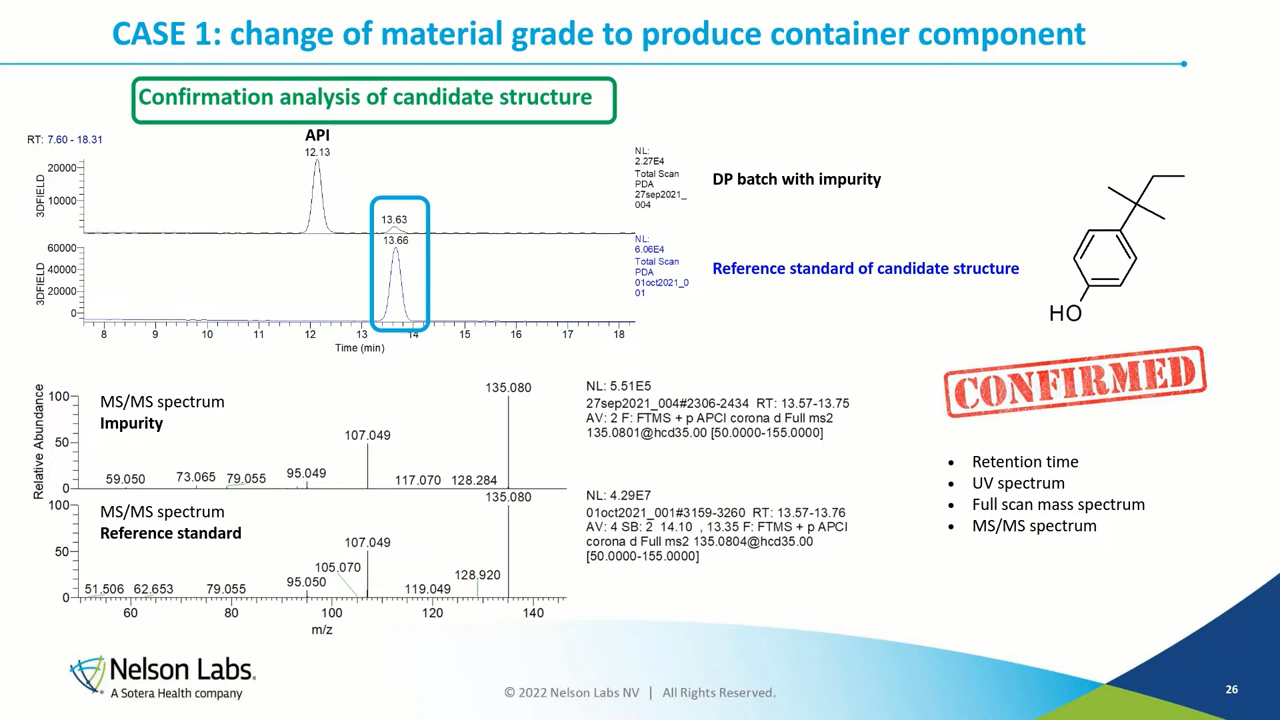 CASE 1: change of material grade to produce container component
Confirmation analysis of candidate structure
RT: 7.60 - 18.31
API
12.13
13.63
3DFIELD
20000
10000
NL:
2.27E4
Total Scan
PDA
27sep2021_
004
DP batch with impurity
13.66
3DFIELD
60000
40000
20000
0
NL:
6.06E4
Total Scan
PDA
01oct2021_0
01
Reference standard of candidate structure
8 9 10 11 12 13 14 15 16 17 18
Time (min)
HO
CONFIRMED
Relative Abundance
100
50
0
MS/MS spectrum
Impurity
135.080
107.049
59.050 73.065 79.055 95.049 117.070 128.284
NL: 5.51E5
27sep2021_004#2306-2434 RT: 13.57-13.75
AV: 2 F: FTMS + p APCI corona d Full ms2
135.0801@hcd35.00 [50.0000-155.0000]
100
50
0
MS/MS spectrum
Reference standard
135.080
107.049
105.070
128.920
51.506 62.653 79.055 95.050 119.049
60 80 100 120 140
m/z
NL: 4.29E7
01oct2021_001#3159-3260 RT: 13.57-13.76
AV: 4 SB: 2 14.10 , 13.35 F: FTMS + p APCI
corona d Full ms2 135.0804@hcd35.00
[50.0000-155.0000]
• Retention time
• UV spectrum
• Full scan mass spectrum
• MS/MS spectrum
Nelson Labs.
A Sotera Health company
© 2022 Nelson Labs NV | All Rights Reserved.
26